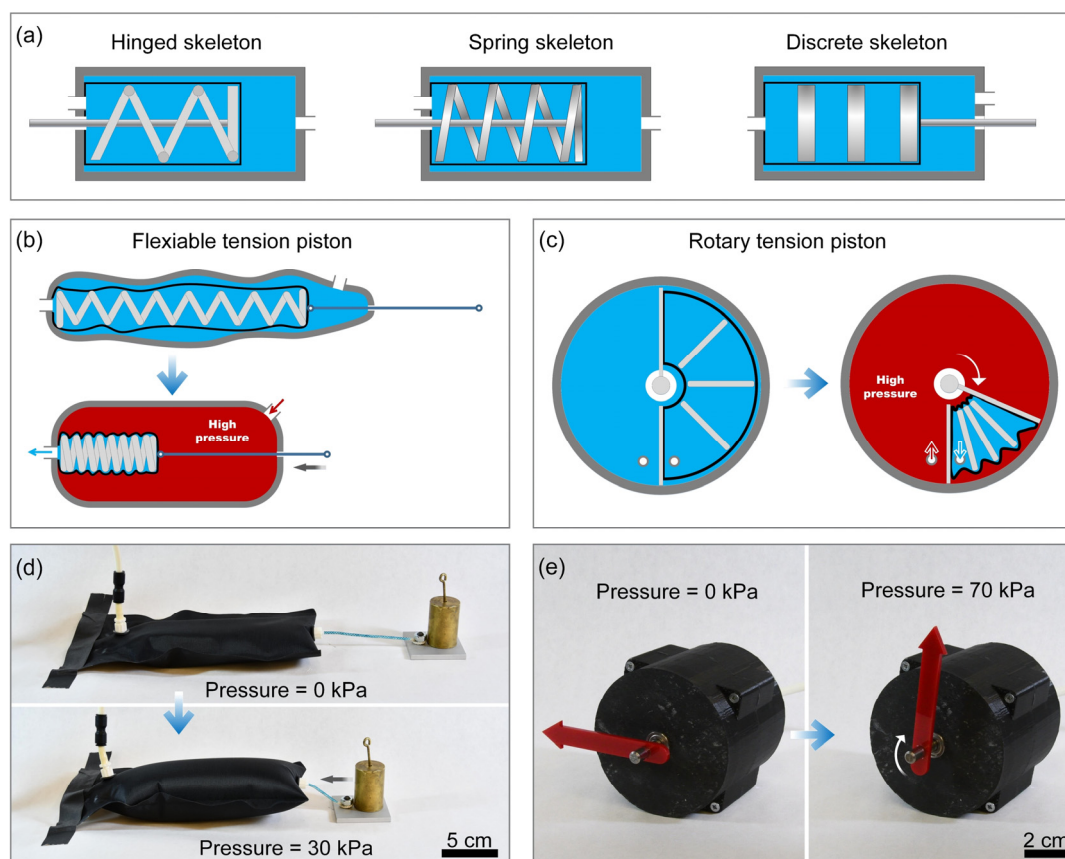 (a)
Hinged skeleton
Spring skeleton
Discrete skeleton
(b)
Flexiable tension piston
High
pressure
(c)
Rotary tension piston
High
pressure
(d)
Pressure = 0 kPa
Pressure = 30 kPa
5 cm
(e)
Pressure = 0 kPa
Pressure = 70 kPa
2 cm